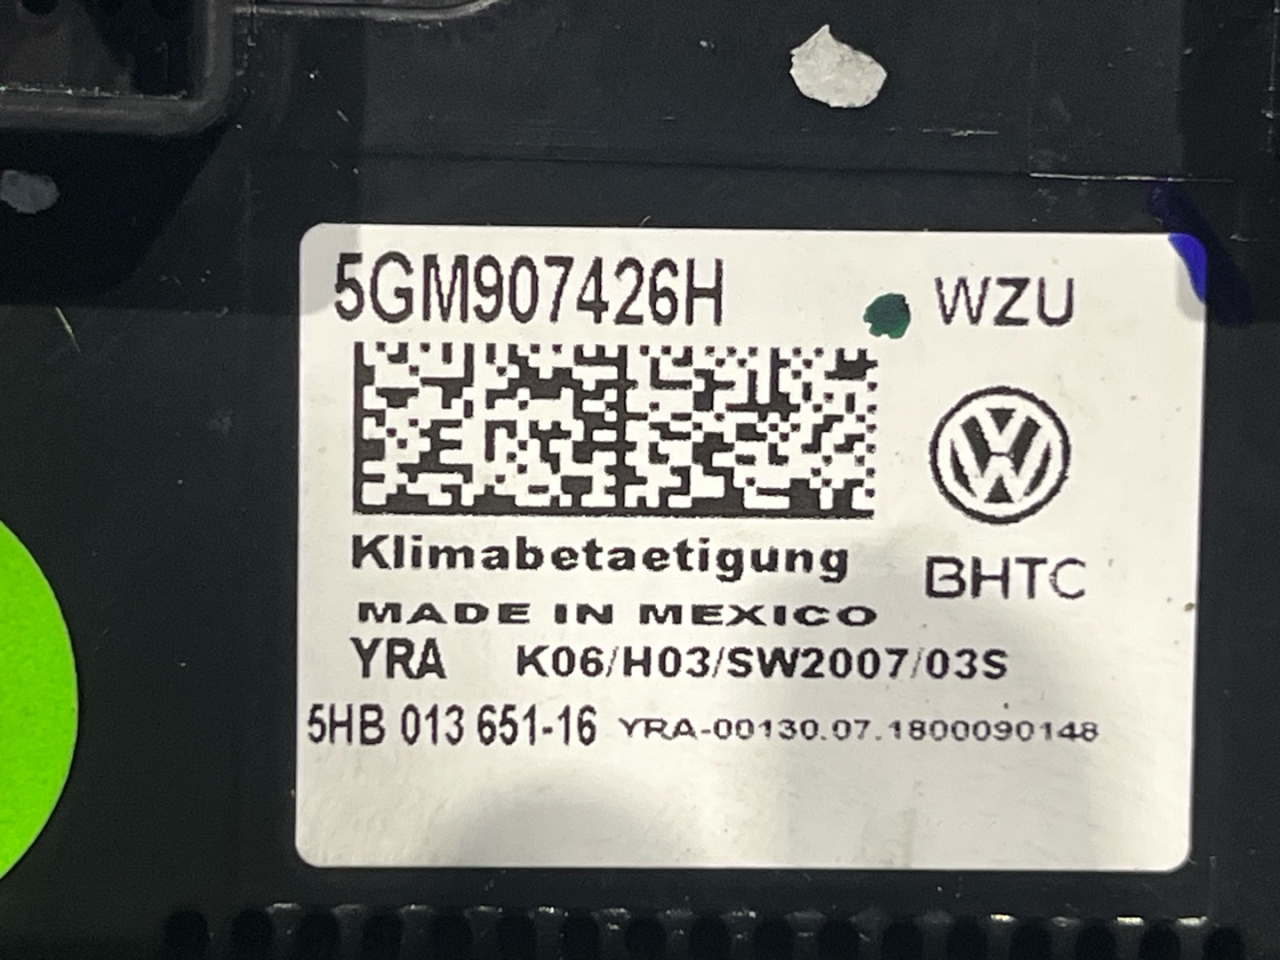 5GM907426H
WZU
Klimabetaetigung
BHTC
MADE IN MEXICO
YRA K06/H03/SW2007/03S
5HB 013 651-16 YRA-00130.07.1800090148